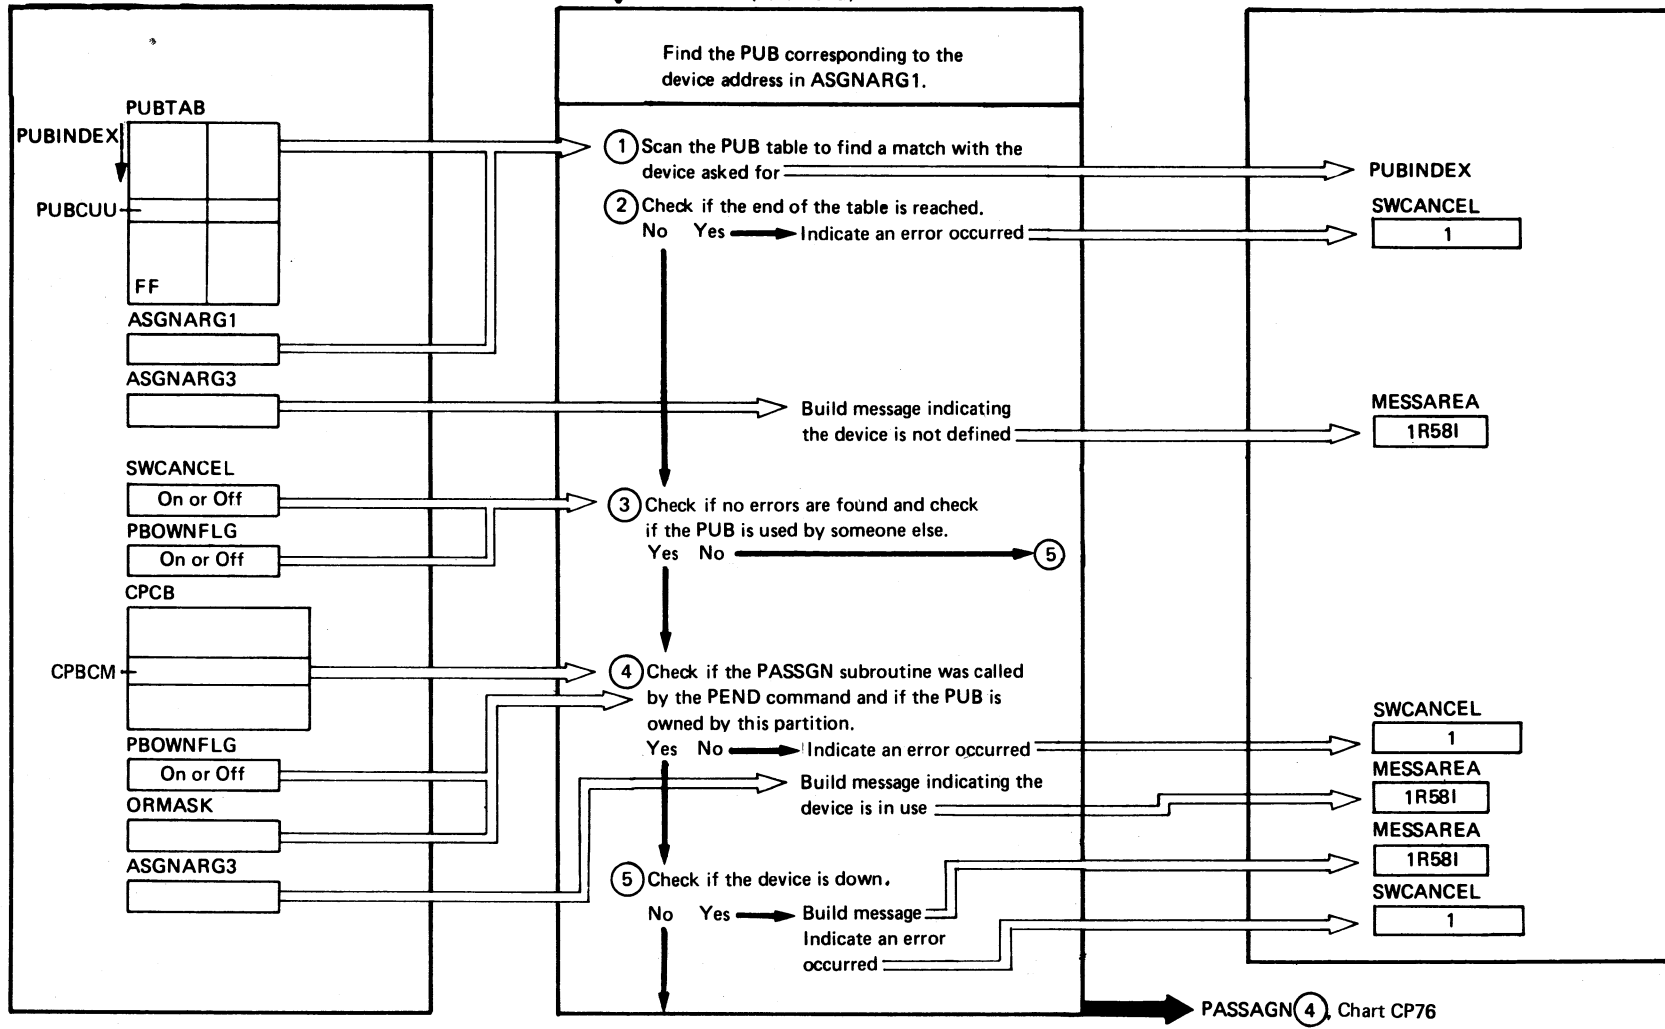 Find the PUB corresponding to the
device address in ASGNARG1.
PUBTAB
PUBINDEX
PUBCUU
FF
ASGNARG1
ASGNARG3
SWCANCEL
On or Off
PBOWNFLG
On or Off
CPCB
CPBCM
PBOWNFLG
On or Off
ORMASK
ASGNARG3
1 Scan the PUB table to find a match with the
device asked for
2 Check if the end of the table is reached.
No Yes Indicate an error occurred
Build message indicating
the device is not defined
3 Check if no errors are found and check
if the PUB is used by someone else.
Yes No 5
4 Check if the PASSGN subroutine was called
by the PEND command and if the PUB is
owned by this partition.
Yes No Indicate an error occurred
Build message indicating the
device is in use
5 Check if the device is down.
No Yes Build message
Indicate an error
occurred
PUBINDEX
SWCANCEL
1
MESSAREA
1R58I
SWCANCEL
1
MESSAREA
1R58I
MESSAREA
1R58I
SWCANCEL
1
PASSAGN 4, Chart CP76